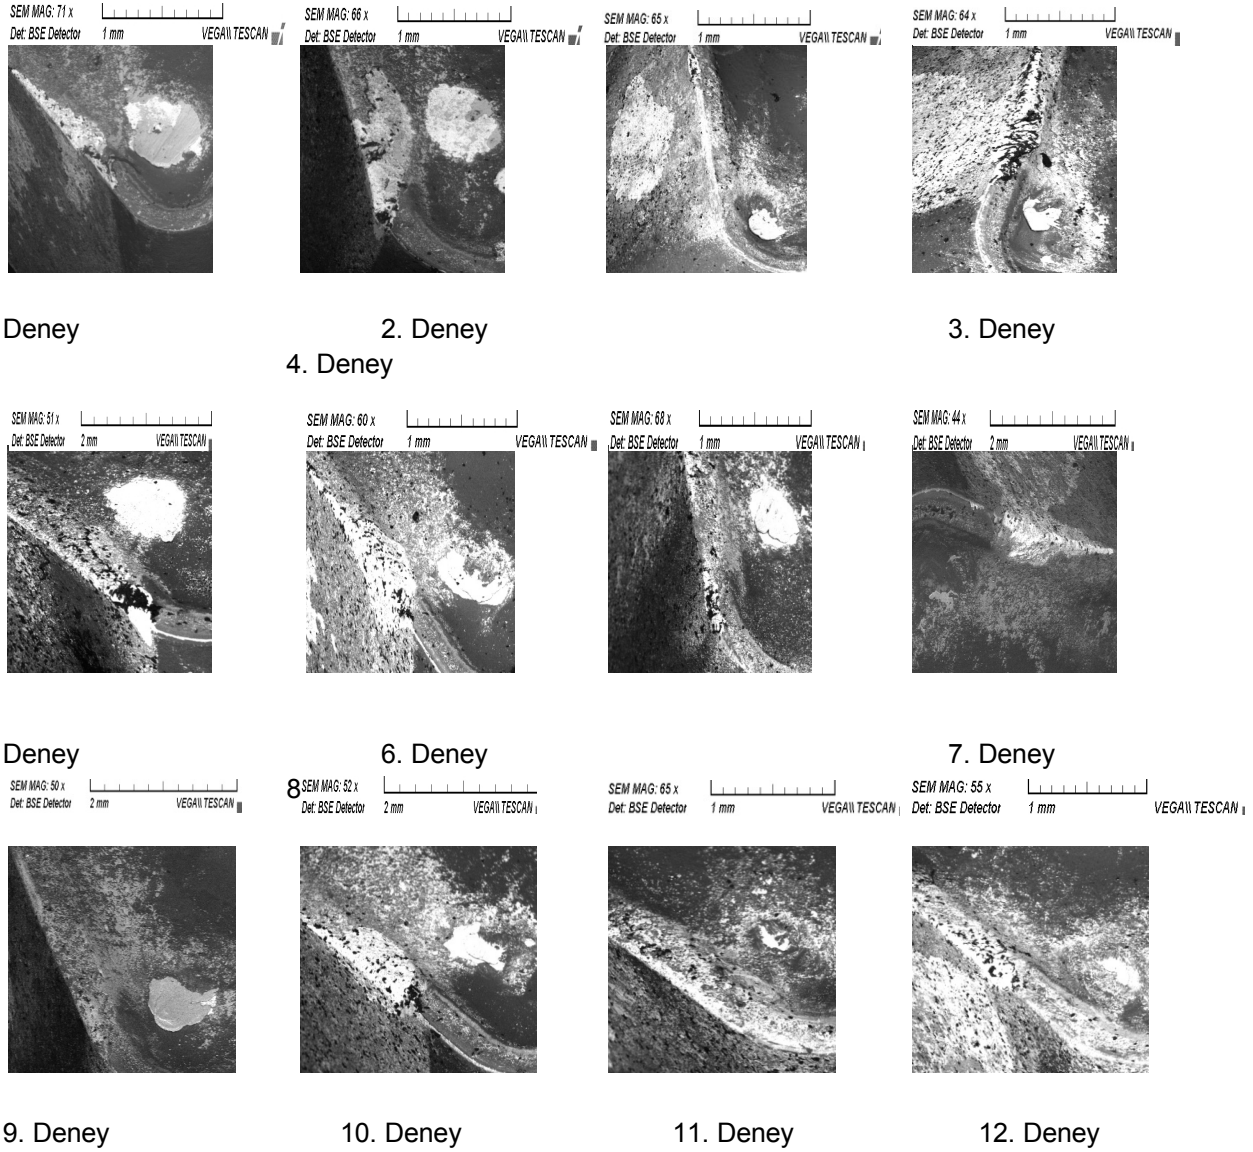 SEM MAG: 71 x
Det: BSE Detector 1 mm VEGA\\ TESCAN
SEM MAG: 66 x
Det: BSE Detector 1 mm VEGA\\ TESCAN
SEM MAG: 65 x
Det: BSE Detector 1 mm VEGA\\ TESCAN
SEM MAG: 64 x
Det: BSE Detector 1 mm VEGA\\ TESCAN
Deney 2. Deney 3. Deney
4. Deney
SEM MAG: 51 x
Det: BSE Detector 2 mm VEGA\\ TESCAN
SEM MAG: 60 x
Det: BSE Detector 1 mm VEGA\\ TESCAN
SEM MAG: 68 x
Det: BSE Detector 1 mm VEGA\\ TESCAN
SEM MAG: 44 x
Det: BSE Detector 2 mm VEGA\\ TESCAN
Deney 6. Deney 7. Deney
8
SEM MAG: 50 x
Det: BSE Detector 2 mm VEGA\\ TESCAN
SEM MAG: 52 x
Det: BSE Detector 2 mm VEGA\\ TESCAN
SEM MAG: 65 x
Det: BSE Detector 1 mm VEGA\\ TESCAN
SEM MAG: 55 x
Det: BSE Detector 1 mm VEGA\\ TESCAN
9. Deney 10. Deney 11. Deney 12. Deney